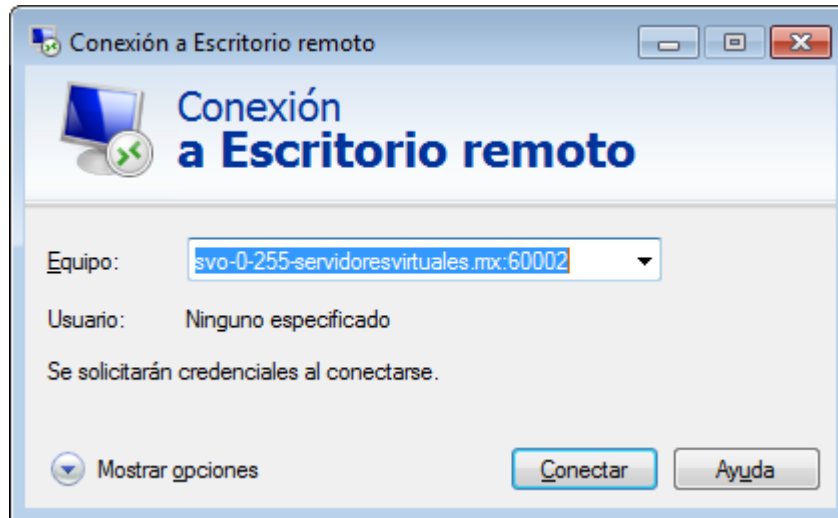 Conexión a Escritorio remoto
Conexión
a Escritorio remoto
Equipo: svo-0-255-servidoresvirtuales.mx:60002
Usuario: Ninguno especificado
Se solicitarán credenciales al conectarse.
Mostrar opciones Conectar Ayuda